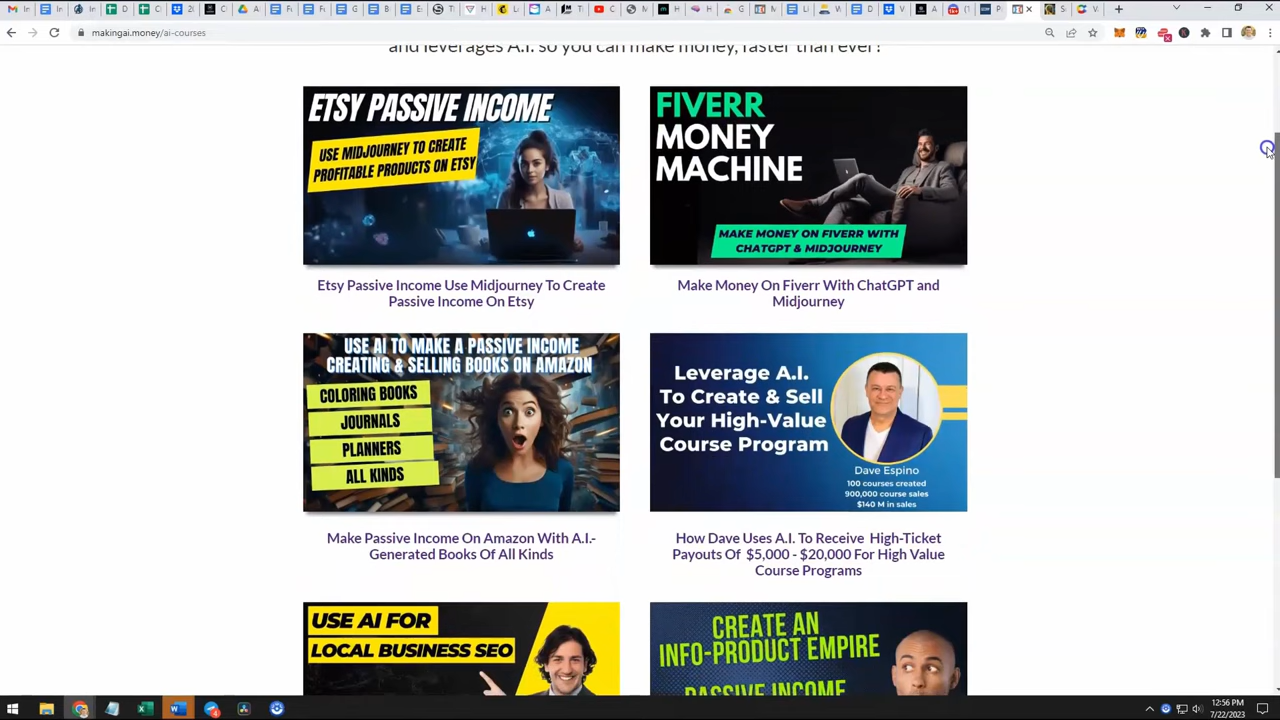 makingai.money/ai-courses
and leverages A.I. so you can make money, faster than ever!
ETSY PASSIVE INCOME
USE MIDJOURNEY TO CREATE
PROFITABLE PRODUCTS ON ETSY
FIVERR
MONEY
MACHINE
MAKE MONEY ON FIVERR WITH
CHATGPT & MIDJOURNEY
Etsy Passive Income Use Midjourney To Create
Passive Income On Etsy
Make Money On Fiverr With ChatGPT and
Midjourney
USE AI TO MAKE A PASSIVE INCOME
CREATING & SELLING BOOKS ON AMAZON
COLORING BOOKS
JOURNALS
PLANNERS
ALL KINDS
Leverage A.I.
To Create & Sell
Your High-Value
Course Program
Dave Espino
100 courses created
900,000 course sales
$140 M in sales
Make Passive Income On Amazon With A.I.-
Generated Books Of All Kinds
How Dave Uses A.I. To Receive High-Ticket
Payouts Of $5,000 - $20,000 For High Value
Course Programs
USE AI FOR
LOCAL BUSINESS SEO
CREATE AN
INFO-PRODUCT EMPIRE
PASSIVE INCOME
12:56 PM
7/22/2023